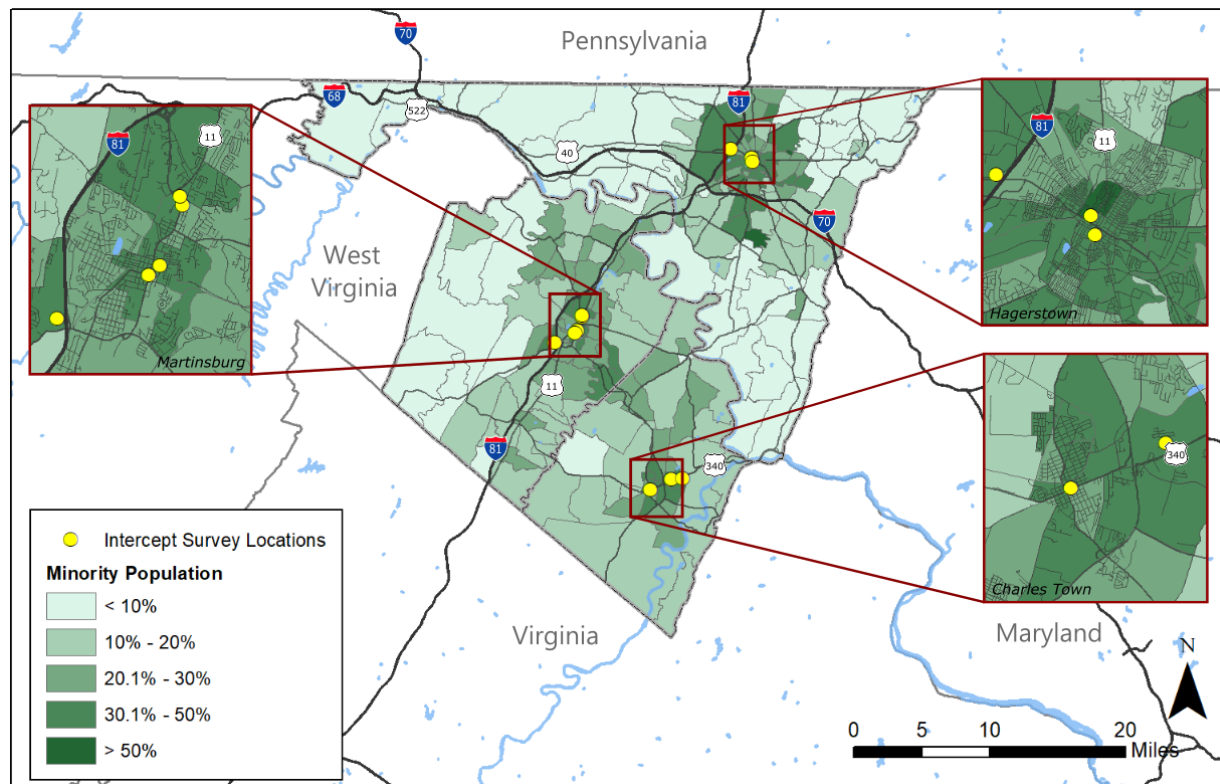 Pennsylvania
70
68
522
81
40
81
11
Martinsburg
West
Virginia
70
81
11
Hagerstown
11
81
340
340
Charles Town
Virginia
Maryland
Intercept Survey Locations
Minority Population
< 10%
10% - 20%
20.1% - 30%
30.1% - 50%
> 50%
N
0 5 10 20
Miles